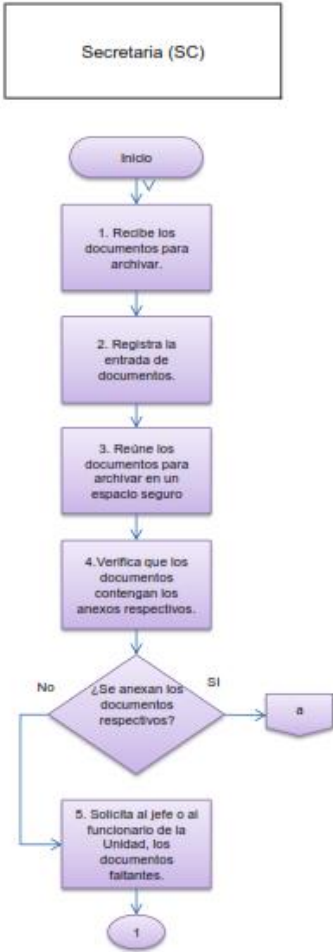 Secretaria (SC)
Inicio
1. Recibe los
documentos para
archivar.
2. Registra la
entrada de
documentos.
3. Reúne los
documentos para
archivar en un
espacio seguro
4.Verifica que los
documentos
contengan los
anexos respectivos.
¿Se anexan los
documentos
respectivos?
No
SI
a
5. Solicita al jefe o al
funcionario de la
Unidad, los
documentos
faltantes.
1